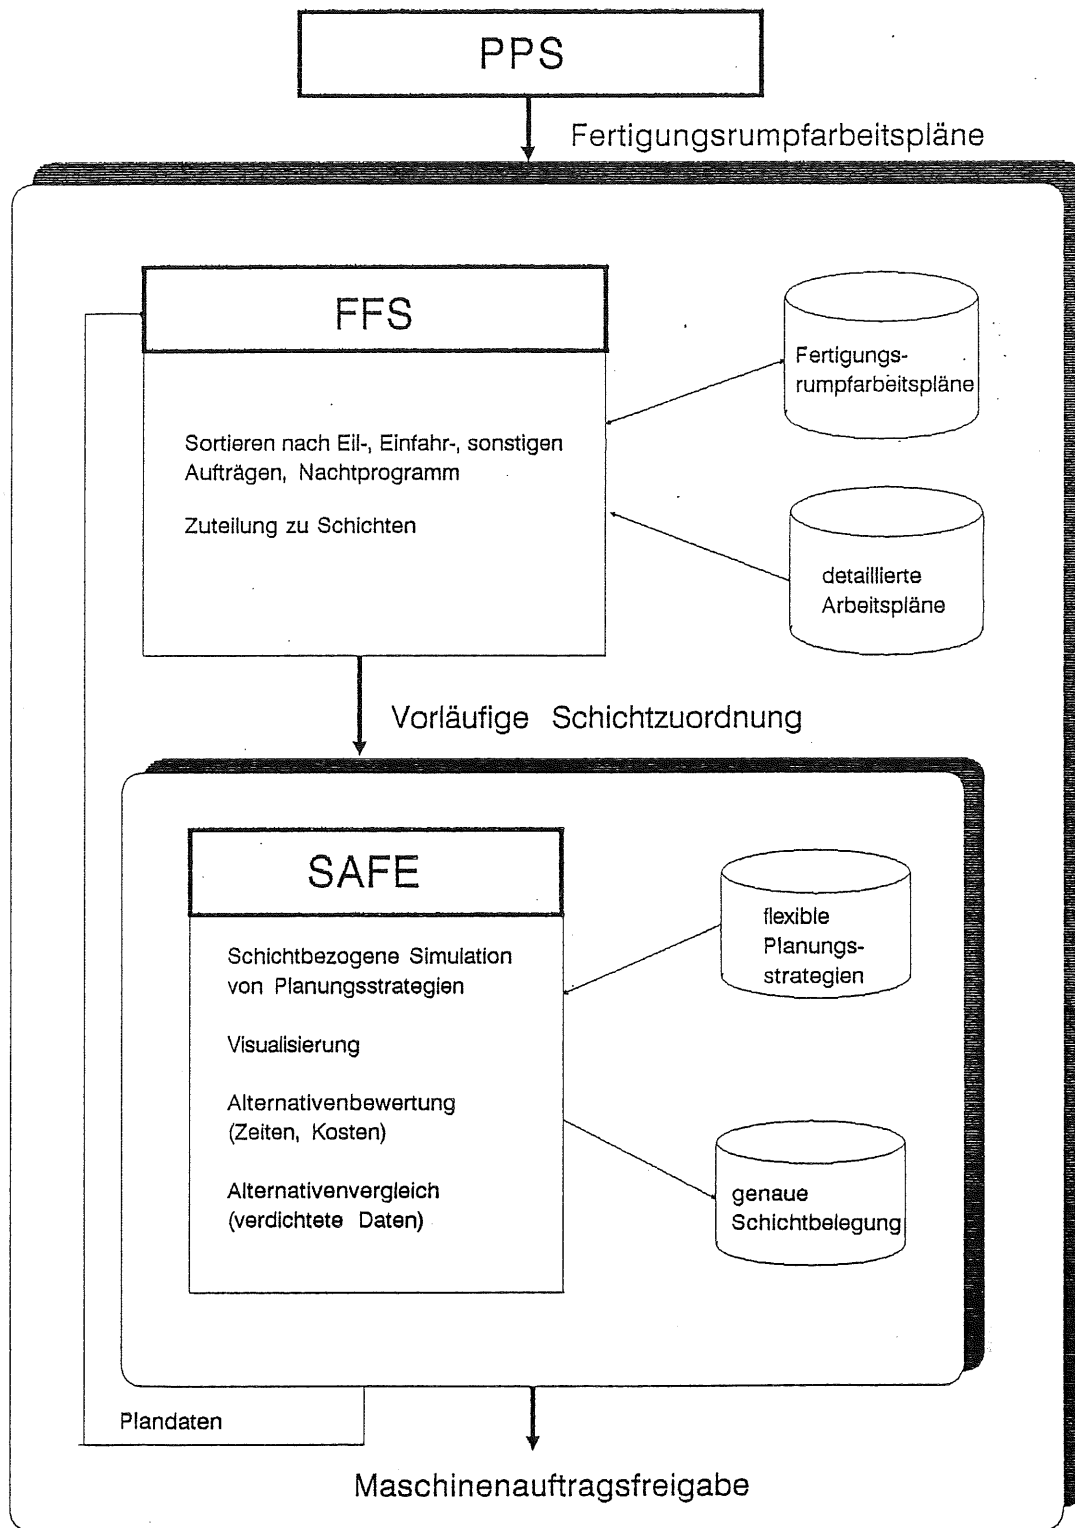 PPS
Fertigungsrumpfarbeitspläne
FFS
Sortieren nach Eil-, Einfahr-, sonstigen
Aufträgen, Nachtprogramm
Zuteilung zu Schichten
Fertigungs-
rumpfarbeitspläne
detaillierte
Arbeitspläne
Vorläufige Schichtzuordnung
SAFE
Schichtbezogene Simulation
von Planungsstrategien
Visualisierung
Alternativenbewertung
(Zeiten, Kosten)
Alternativenvergleich
(verdichtete Daten)
flexible
Planungs-
strategien
genaue
Schichtbelegung
Plandaten
Maschinenauftragsfreigabe